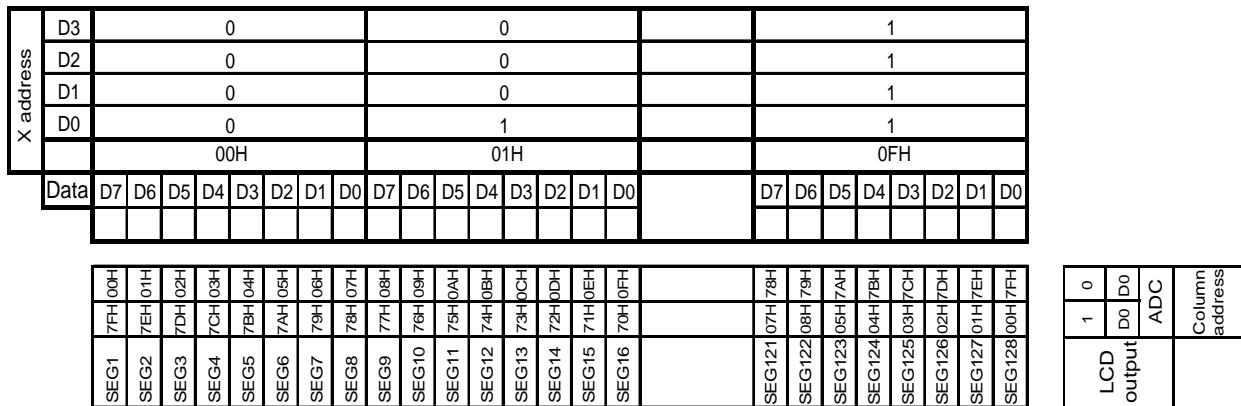 X address
D3 0 0 1
D2 0 0 1
D1 0 0 1
D0 0 1 1
00H 01H 0FH
Data D7 D6 D5 D4 D3 D2 D1 D0 D7 D6 D5 D4 D3 D2 D1 D0 D7 D6 D5 D4 D3 D2 D1 D0
00H 01H 02H 03H 04H 05H 06H 07H 08H 09H 0AH 0BH 0CH 0DH 0EH 0FH 78H 79H 7AH 7BH 7CH 7DH 7EH 7FH
7FH 7EH 7DH 7CH 7BH 7AH 79H 78H 77H 76H 75H 74H 73H 72H 71H 70H 07H 08H 05H 04H 03H 02H 01H 00H
SEG1 SEG2 SEG3 SEG4 SEG5 SEG6 SEG7 SEG8 SEG9 SEG10 SEG11 SEG12 SEG13 SEG14 SEG15 SEG16 SEG121 SEG122 SEG123 SEG124 SEG125 SEG126 SEG127 SEG128
0 D0
1 D0
ADC
Column
address
LCD
output